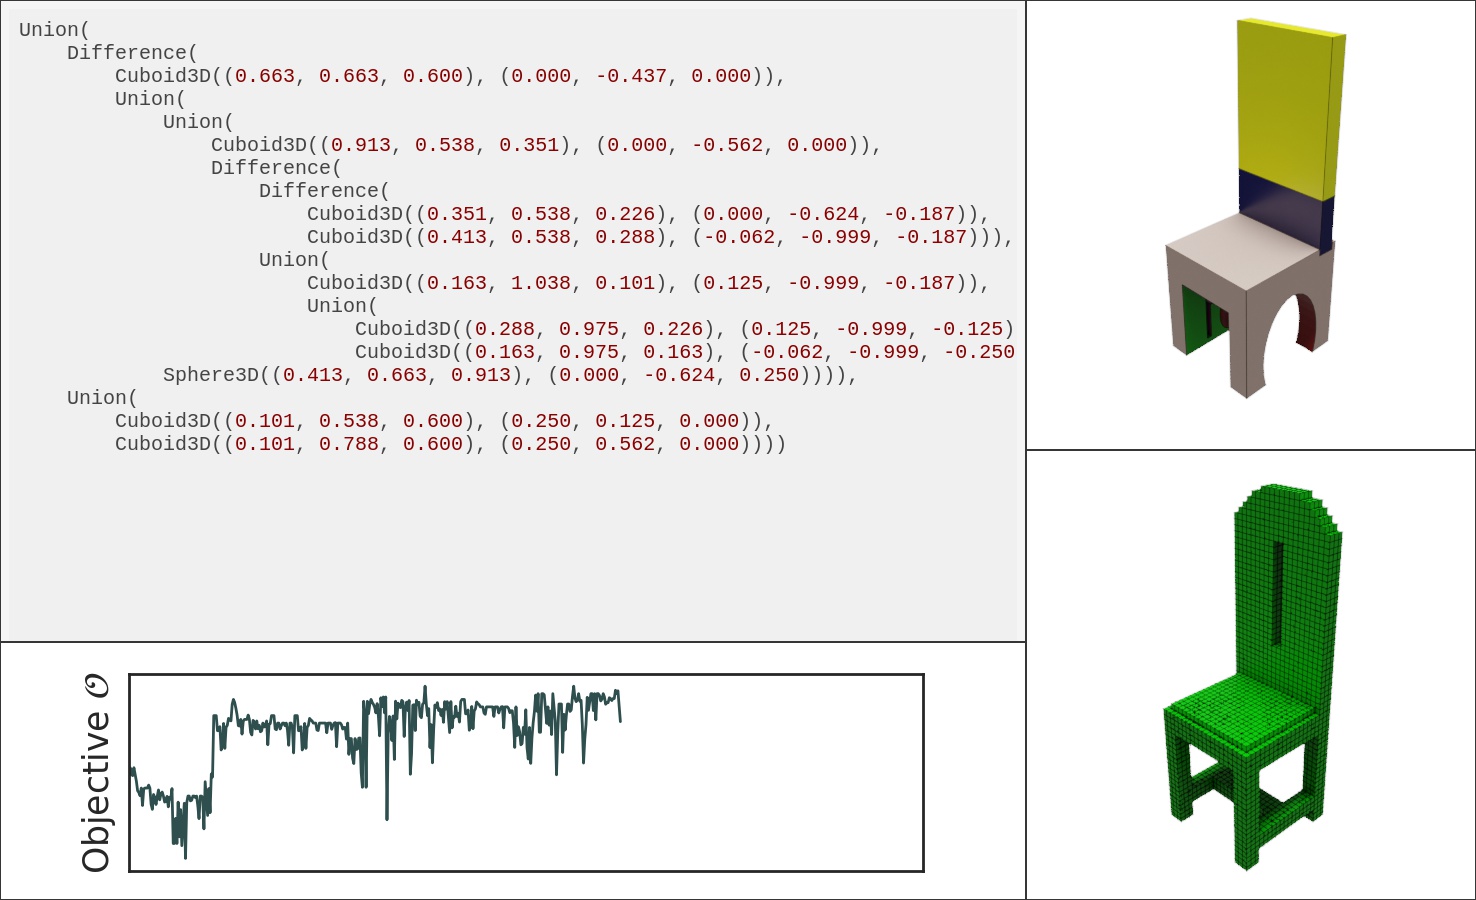 Union(
    Difference(
        Cuboid3D((0.663, 0.663, 0.600), (0.000, -0.437, 0.000)),
        Union(
            Union(
                Cuboid3D((0.913, 0.538, 0.351), (0.000, -0.562, 0.000)),
                Difference(
                    Difference(
                        Cuboid3D((0.351, 0.538, 0.226), (0.000, -0.624, -0.187)),
                        Cuboid3D((0.413, 0.538, 0.288), (-0.062, -0.999, -0.187))),
                    Union(
                        Cuboid3D((0.163, 1.038, 0.101), (0.125, -0.999, -0.187)),
                        Union(
                            Cuboid3D((0.288, 0.975, 0.226), (0.125, -0.999, -0.125)
                            Cuboid3D((0.163, 0.975, 0.163), (-0.062, -0.999, -0.250
            Sphere3D((0.413, 0.663, 0.913), (0.000, -0.624, 0.250)))),
    Union(
        Cuboid3D((0.101, 0.538, 0.600), (0.250, 0.125, 0.000)),
        Cuboid3D((0.101, 0.788, 0.600), (0.250, 0.562, 0.000))))
Objective 𝒪